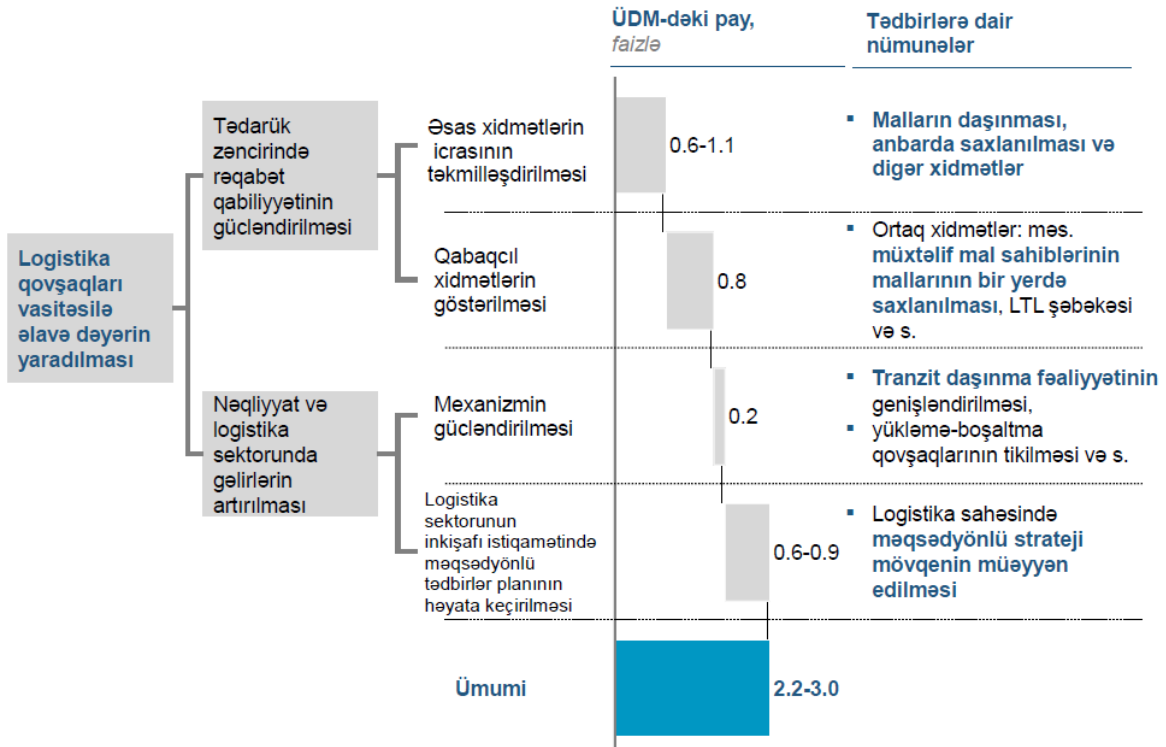 ÜDM-dəki pay,
faizlə
Tədbirlərə dair
nümunələr
Logistika
qovşaqları
vasitəsilə
əlavə dəyərin
yaradılması
Tədarük
zəncirində
rəqabət
qabiliyyətinin
gücləndirilməsi
Əsas xidmətlərin
icrasının
təkmilləşdirilməsi
0.6-1.1
▪ Malların daşınması,
anbarda saxlanılması və
digər xidmətlər
Qabaqcıl
xidmətlərin
göstərilməsi
0.8
▪ Ortaq xidmətlər: məs.
müxtəlif mal sahiblərinin
mallarının bir yerdə
saxlanılması, LTL şəbəkəsi
və s.
Nəqliyyat və
logistika
sektorunda
gəlirlərin
artırılması
Mexanizmin
gücləndirilməsi
0.2
▪ Tranzit daşınma fəaliyyətinin
genişləndirilməsi,
▪ yükləmə-boşaltma
qovşaqlarının tikilməsi və s.
Logistika
sektorunun
inkişafı istiqamətində
məqsədyönlü
tədbirlər planının
həyata keçirilməsi
0.6-0.9
▪ Logistika sahəsində
məqsədyönlü strateji
mövqenin müəyyən
edilməsi
Ümumi
2.2-3.0